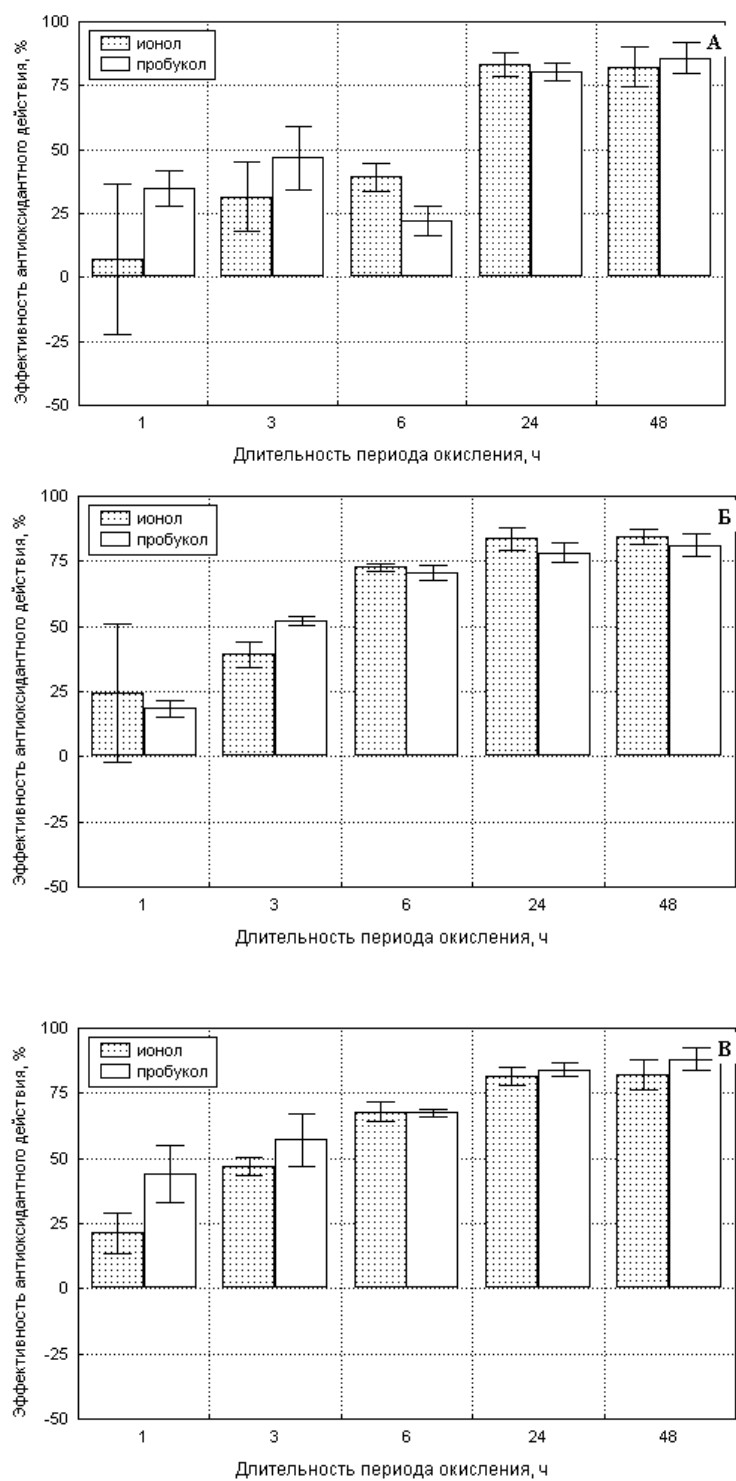 Эффективность антиоксидантного действия, %
100
75
50
25
0
-25
-50
ионол
пробукол
А
1 3 6 24 48
Длительность периода окисления, ч
Эффективность антиоксидантного действия, %
100
75
50
25
0
-25
-50
ионол
пробукол
Б
1 3 6 24 48
Длительность периода окисления, ч
Эффективность антиоксидантного действия, %
100
75
50
25
0
-25
-50
ионол
пробукол
В
1 3 6 24 48
Длительность периода окисления, ч